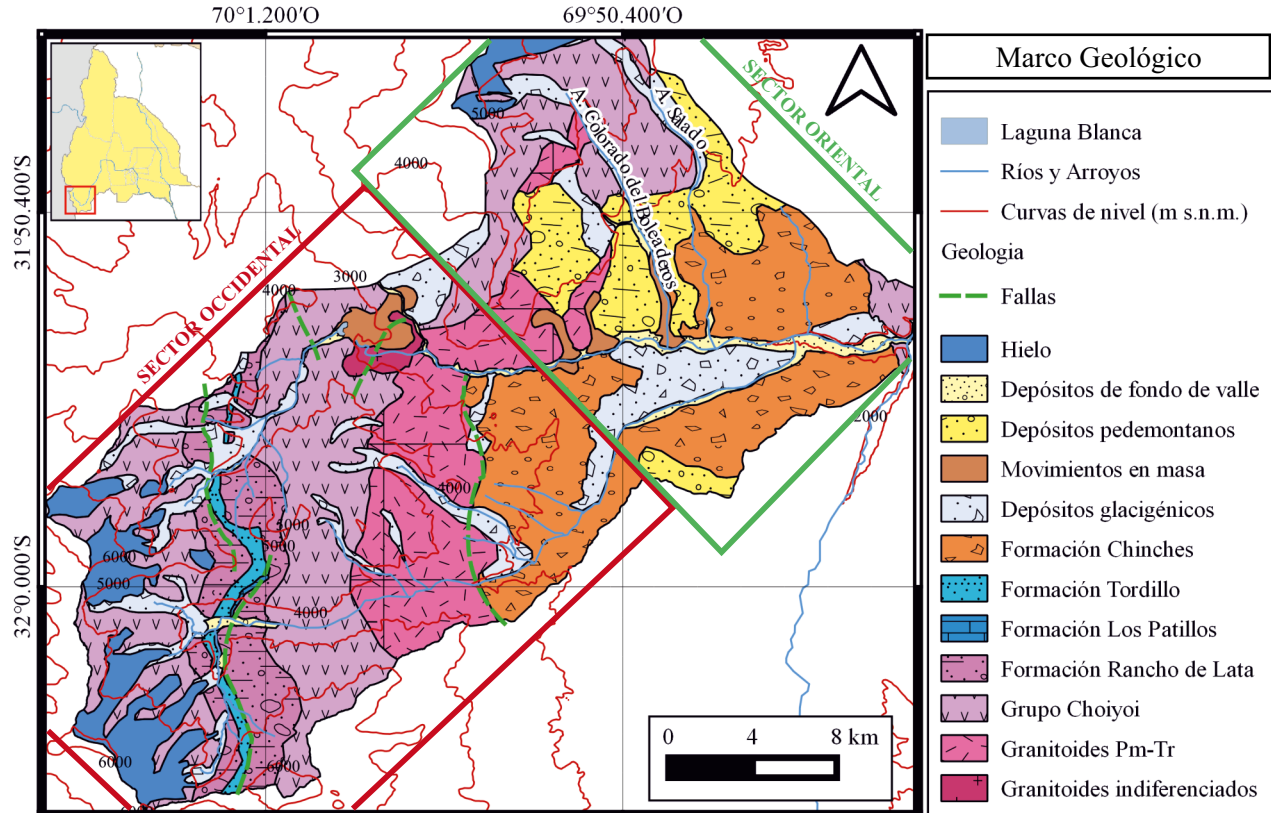 70°1.200'O
69°50.400'O
31°50.400'S
32°0.000'S
SECTOR ORIENTAL
SECTOR OCCIDENTAL
A. Salado
A. Colorado del Boleaderos
5000
4000
3000
4000
2000
4000
5000
5000
6000
5000
4000
6000
6000
0 4 8 km
Marco Geológico
Laguna Blanca
Ríos y Arroyos
Curvas de nivel (m s.n.m.)
Geologia
Fallas
Hielo
Depósitos de fondo de valle
Depósitos pedemontanos
Movimientos en masa
Depósitos glacigénicos
Formación Chinches
Formación Tordillo
Formación Los Patillos
Formación Rancho de Lata
Grupo Choiyoi
Granitoides Pm-Tr
Granitoides indiferenciados